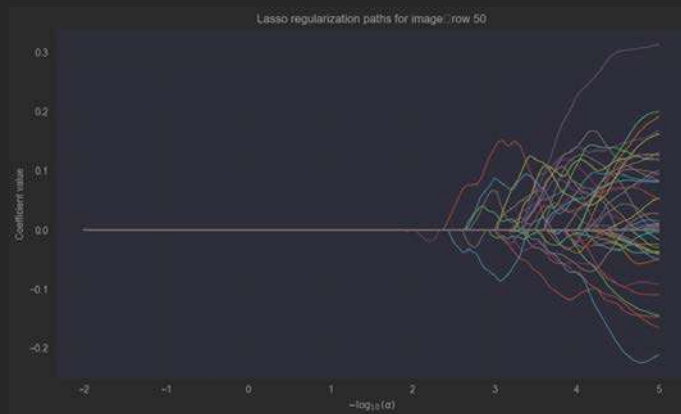 Lasso regularization paths for image□row 50
0.3
0.2
0.1
0.0
−0.1
−0.2
Coefficient value
−2 −1 0 1 2 3 4 5
−log₁₀(α)